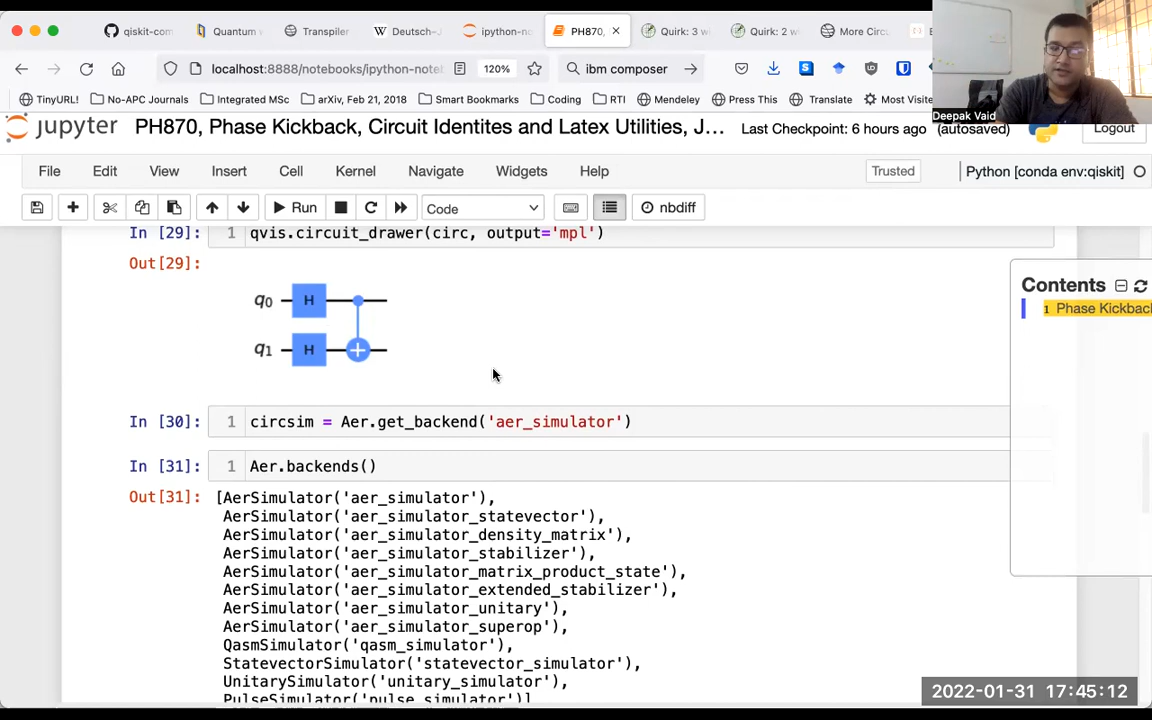 qiskit-com
Quantum
Transpiler
Deutsch-J
ipython-no
PH870,
Quirk: 3 w
Quirk: 2 w
More Circ
localhost:8888/notebooks/ipython-note
120%
ibm composer
TinyURL!
No-APC Journals
Integrated MSc
arXiv, Feb 21, 2018
Smart Bookmarks
Coding
RTI
Mendeley
Press This
Translate
Most Visite
Deepak Vaid
jupyter
PH870, Phase Kickback, Circuit Identites and Latex Utilities, J...
Last Checkpoint: 6 hours ago
(autosaved)
Logout
File
Edit
View
Insert
Cell
Kernel
Navigate
Widgets
Help
Trusted
Python [conda env:qiskit]
Run
Code
nbdiff
In [29]:
1 qvis.circuit_drawer(circ, output='mpl')
Out[29]:
q0 H
q1 H
Contents
1 Phase Kickbac
In [30]:
1 circsim = Aer.get_backend('aer_simulator')
In [31]:
1 Aer.backends()
Out[31]:
[AerSimulator('aer_simulator'),
AerSimulator('aer_simulator_statevector'),
AerSimulator('aer_simulator_density_matrix'),
AerSimulator('aer_simulator_stabilizer'),
AerSimulator('aer_simulator_matrix_product_state'),
AerSimulator('aer_simulator_extended_stabilizer'),
AerSimulator('aer_simulator_unitary'),
AerSimulator('aer_simulator_superop'),
QasmSimulator('qasm_simulator'),
StatevectorSimulator('statevector_simulator'),
UnitarySimulator('unitary_simulator'),
PulseSimulator('pulse_simulator')]
2022-01-31 17:45:12